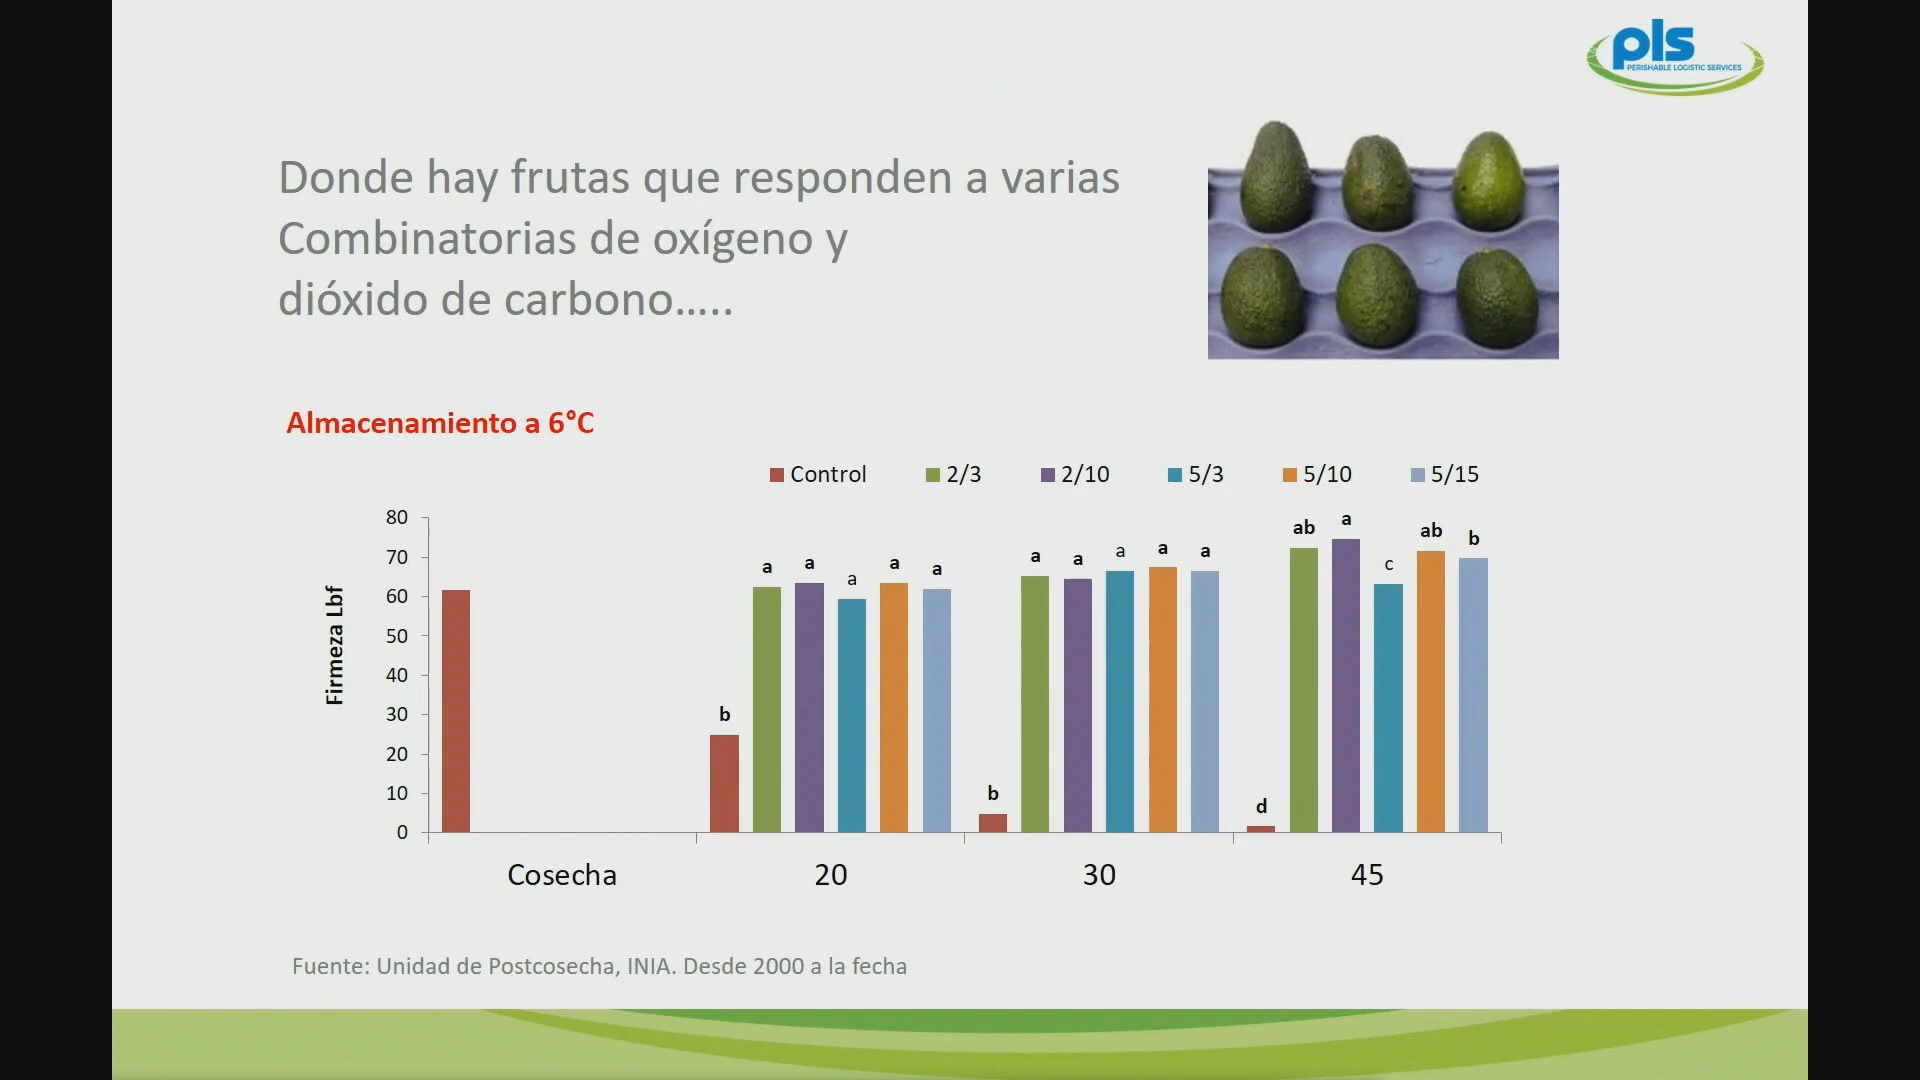 pls
PERISHABLE LOGISTIC SERVICES
Donde hay frutas que responden a varias
Combinatorias de oxígeno y
dióxido de carbono…..
Almacenamiento a 6°C
Control 2/3 2/10 5/3 5/10 5/15
Firmeza Lbf
80
70
60
50
40
30
20
10
0
b a a a a a
b a a a a a
d ab a c ab b
Cosecha 20 30 45
Fuente: Unidad de Postcosecha, INIA. Desde 2000 a la fecha